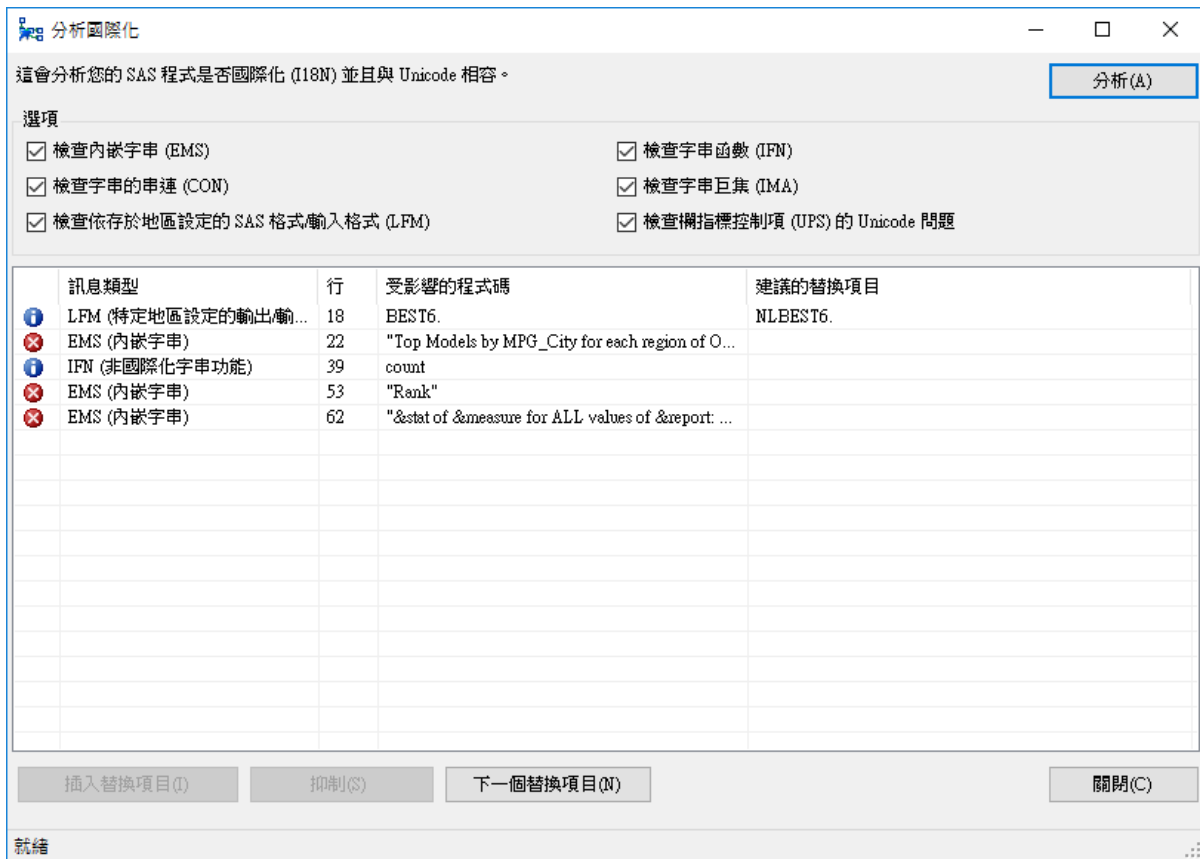 分析國際化
這會分析您的 SAS 程式是否國際化 (I18N) 並且與 Unicode 相容。
分析(A)
選項
檢查內嵌字串 (EMS)
檢查字串函數 (IFN)
檢查字串的串連 (CON)
檢查字串巨集 (IMA)
檢查依存於地區設定的 SAS 格式/輸入格式 (LFM)
檢查欄指標控制項 (UPS) 的 Unicode 問題
訊息類型 行 受影響的程式碼 建議的替換項目
LFM (特定地區設定的輸出/輸... 18 BEST6. NLBEST6.
EMS (內嵌字串) 22 "Top Models by MPG_City for each region of O...
IFN (非國際化字串功能) 39 count
EMS (內嵌字串) 53 "Rank"
EMS (內嵌字串) 62 "&stat of &measure for ALL values of &report: ...
插入替換項目(I) 抑制(S) 下一個替換項目(N) 關閉(C)
就緒